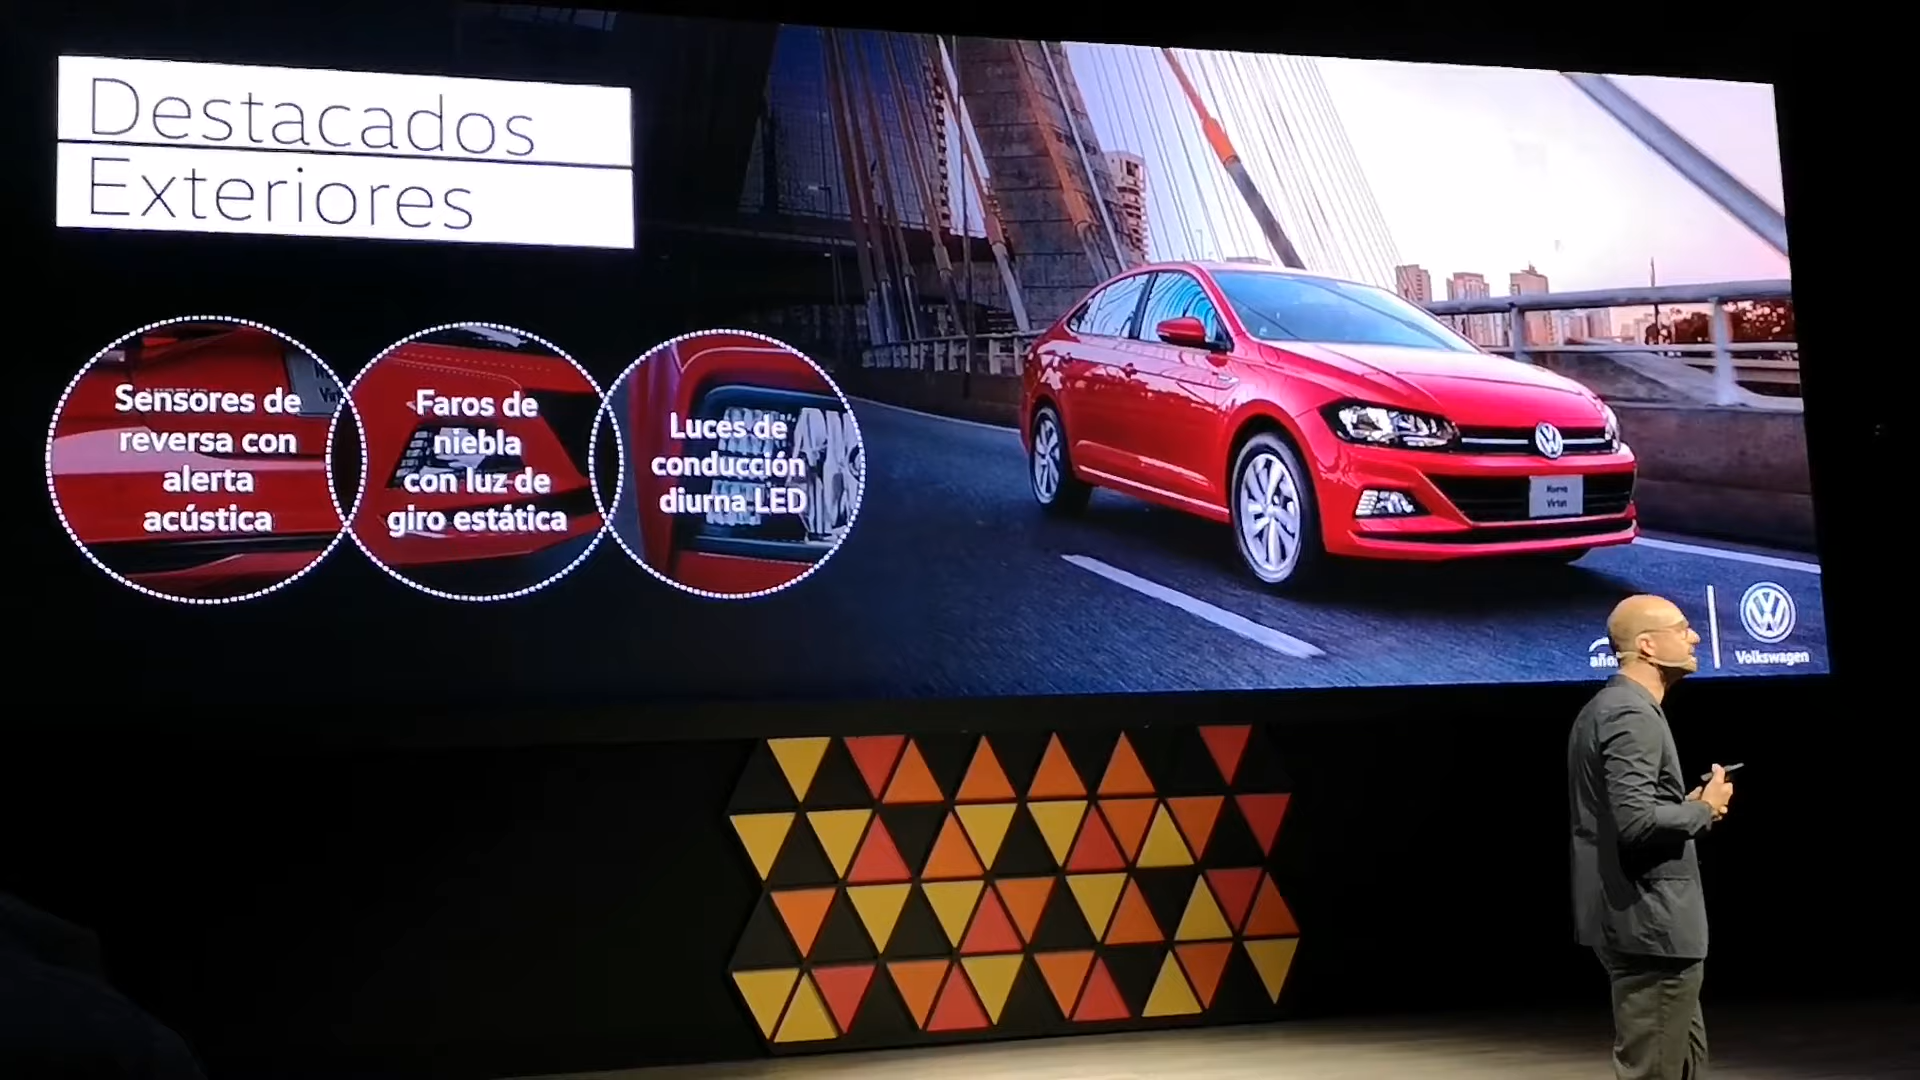 Destacados
Exteriores
Sensores de
reversa con
alerta
acústica
Faros de
niebla
con luz de
giro estática
Luces de
conducción
diurna LED
Nuevo
Virtus
Volkswagen